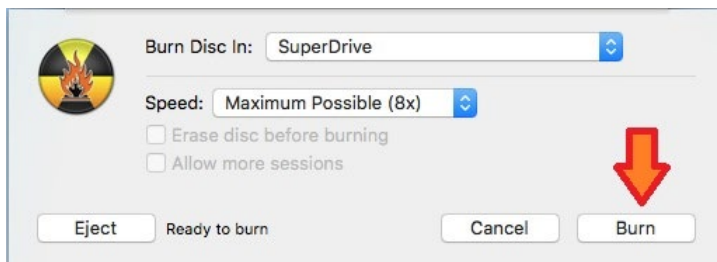 Burn Disc In: SuperDrive
Speed: Maximum Possible (8x)
Erase disc before burning
Allow more sessions
Eject Ready to burn Cancel Burn